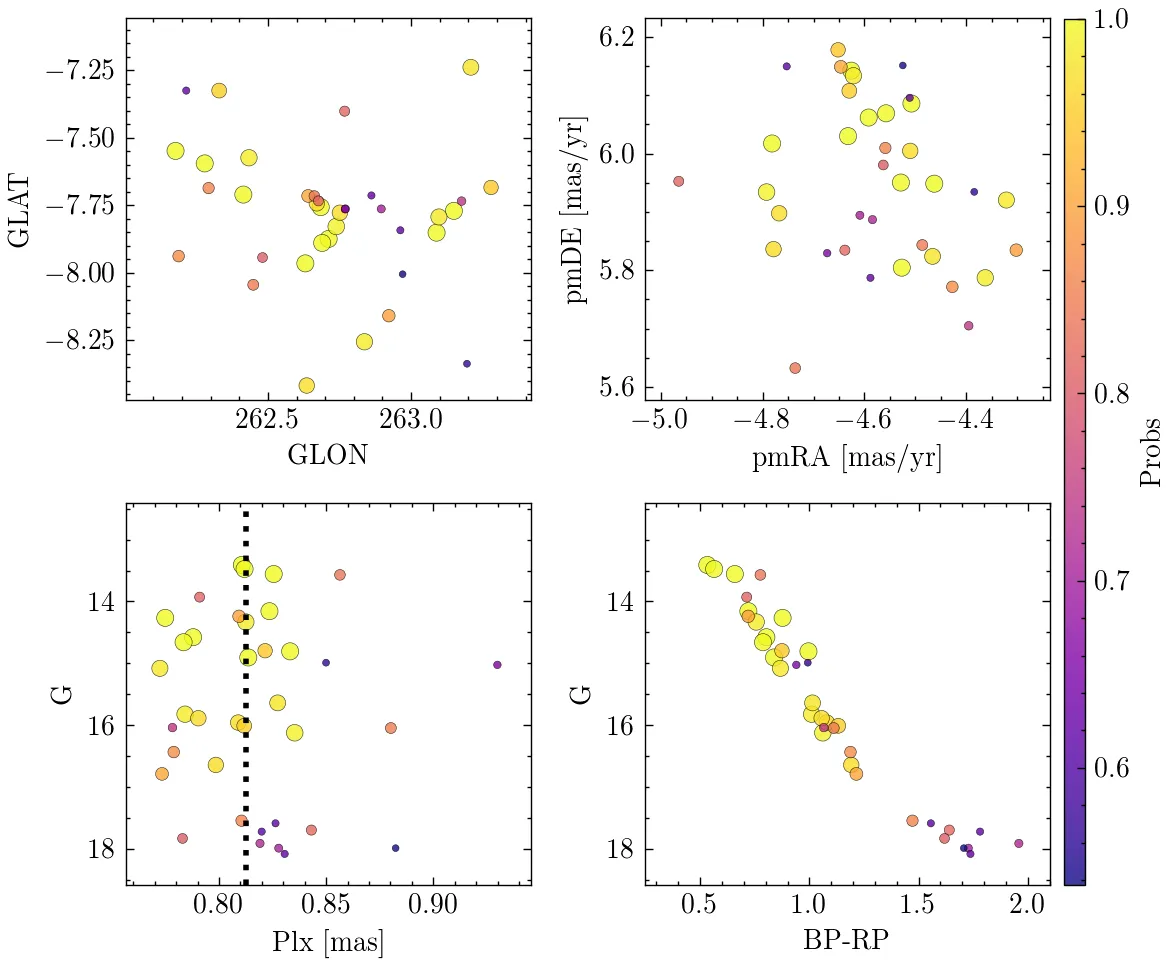 −7.25
−7.50
−7.75
−8.00
−8.25
GLAT
262.5 263.0
GLON
6.2
6.0
5.8
5.6
pmDE [mas/yr]
−5.0 −4.8 −4.6 −4.4
pmRA [mas/yr]
1.0
0.9
0.8
0.7
0.6
Probs
14
16
18
G
0.80 0.85 0.90
Plx [mas]
14
16
18
G
0.5 1.0 1.5 2.0
BP-RP